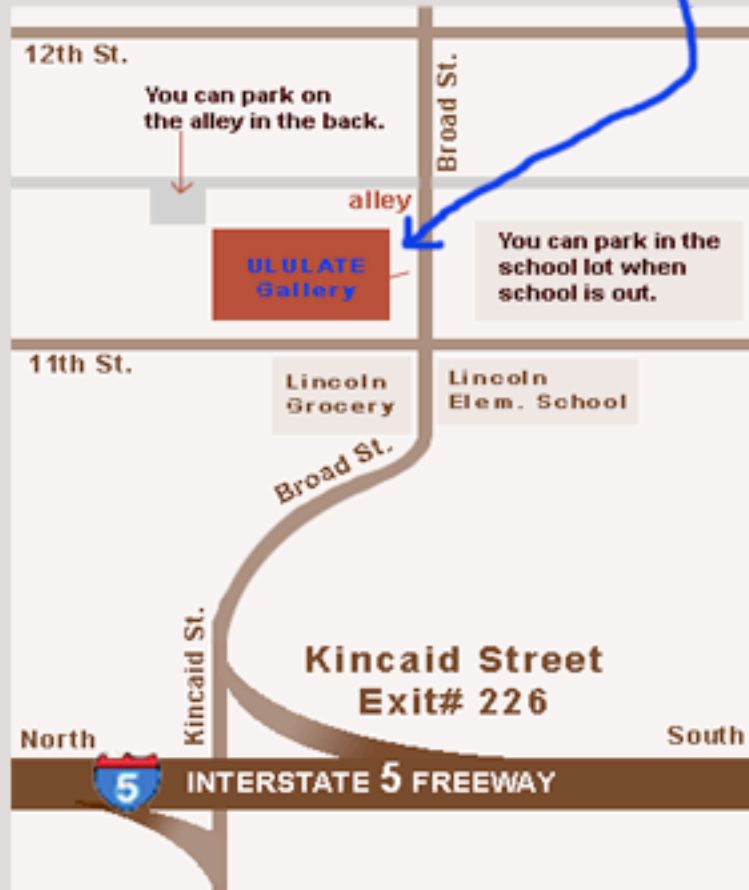 12th St.
You can park on
the alley in the back.
Broad St.
alley
ULULATE
Gallery
You can park in the
school lot when
school is out.
11th St.
Lincoln
Grocery
Lincoln
Elem. School
Broad St.
Kincaid St.
Kincaid Street
Exit# 226
North
South
5
INTERSTATE 5 FREEWAY